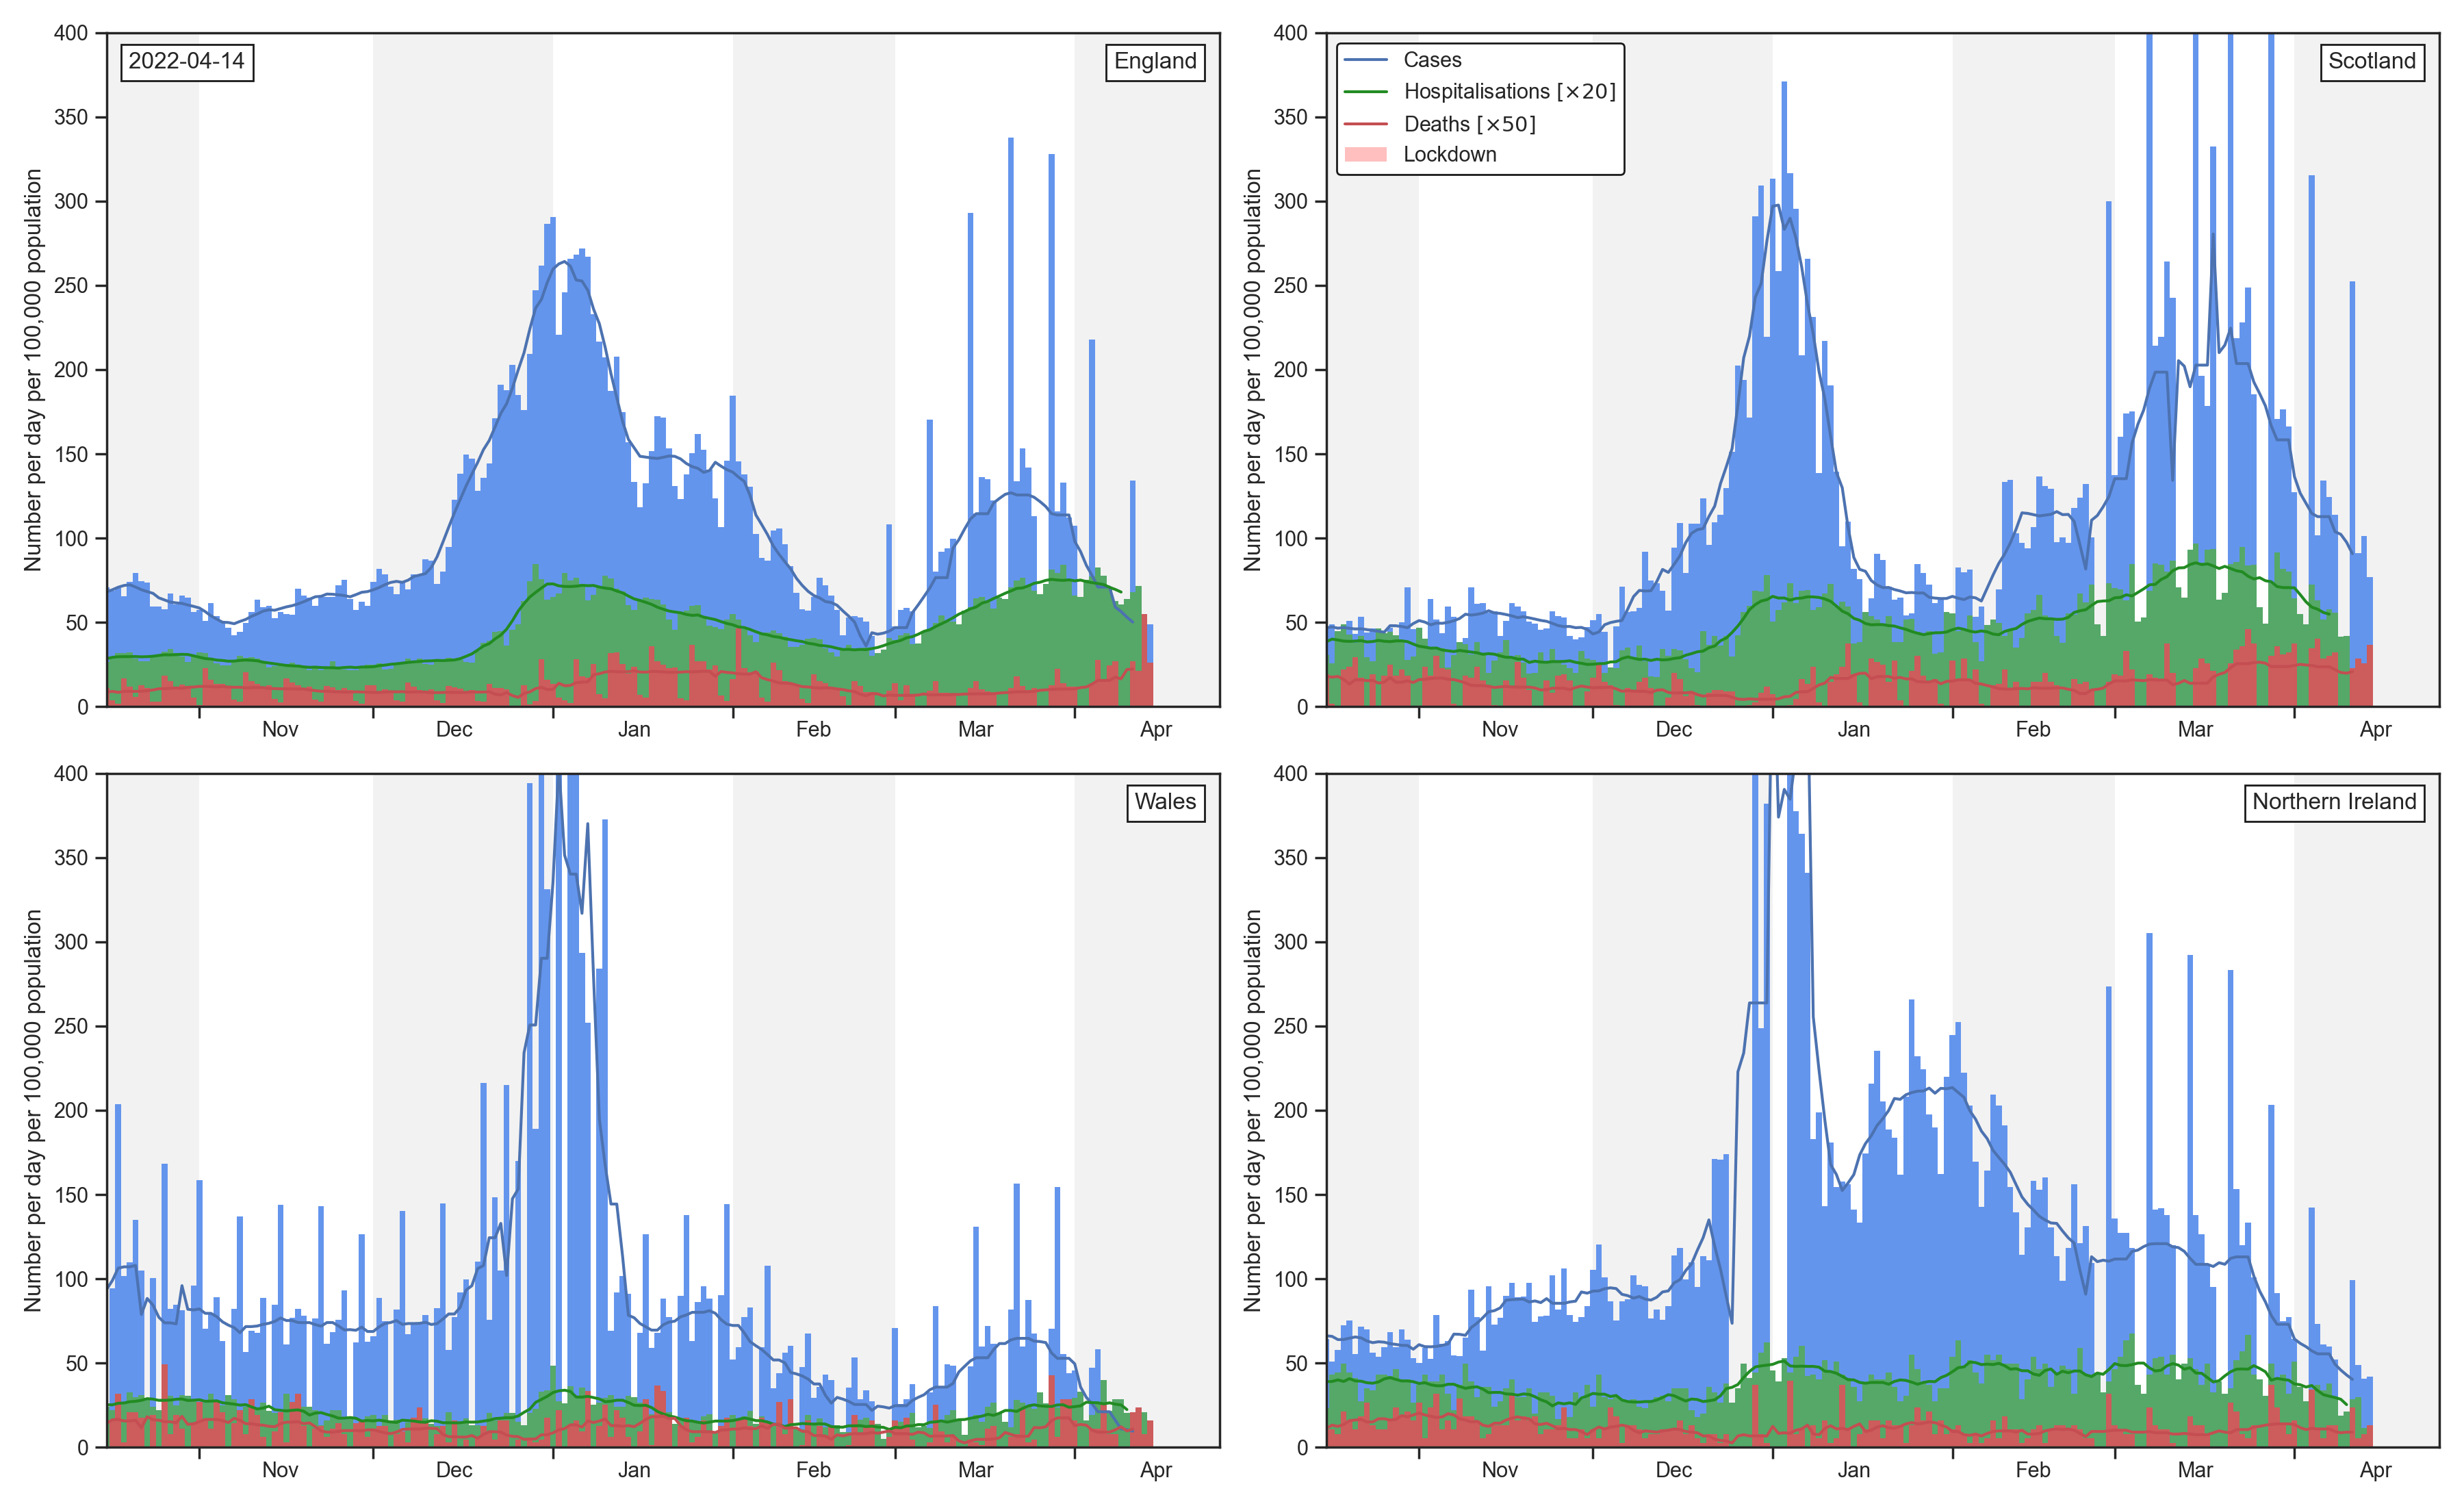 2022-04-14
England
Number per day per 100,000 population
400
350
300
250
200
150
100
50
0
Nov
Dec
Jan
Feb
Mar
Apr
Cases
Hospitalisations [×20]
Deaths [×50]
Lockdown
Scotland
Number per day per 100,000 population
400
350
300
250
200
150
100
50
0
Nov
Dec
Jan
Feb
Mar
Apr
Wales
Number per day per 100,000 population
400
350
300
250
200
150
100
50
0
Nov
Dec
Jan
Feb
Mar
Apr
Northern Ireland
Number per day per 100,000 population
400
350
300
250
200
150
100
50
0
Nov
Dec
Jan
Feb
Mar
Apr